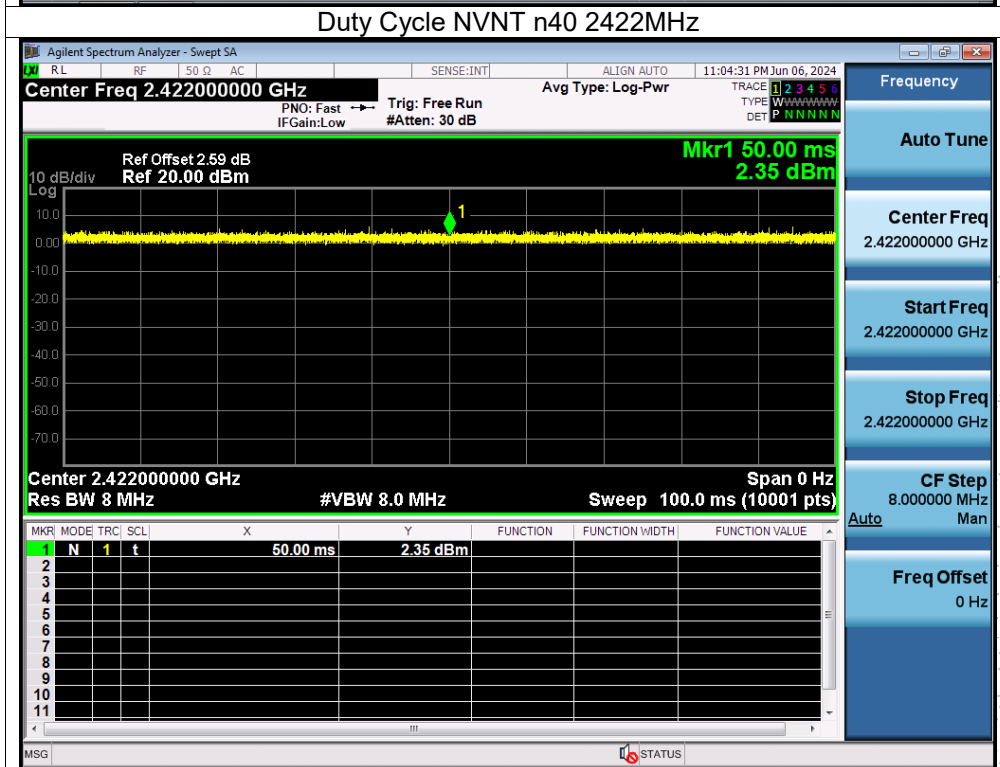 Duty Cycle NVNT n40 2422MHz
Agilent Spectrum Analyzer - Swept SA
LXI RL RF 50 Ω AC SENSE:INT ALIGN AUTO 11:04:31 PM Jun 06, 2024
Center Freq 2.422000000 GHz
PNO: Fast
IFGain:Low
Trig: Free Run
#Atten: 30 dB
Avg Type: Log-Pwr
TRACE 1 2 3 4 5 6
TYPE WWWWWW
DET P N N N N N
Mkr1 50.00 ms
2.35 dBm
Ref Offset 2.59 dB
10 dB/div Ref 20.00 dBm
Log
1
10.0
0.00
-10.0
-20.0
-30.0
-40.0
-50.0
-60.0
-70.0
Center 2.422000000 GHz Span 0 Hz
Res BW 8 MHz #VBW 8.0 MHz Sweep 100.0 ms (10001 pts)
MKR MODE TRC SCL X Y FUNCTION FUNCTION WIDTH FUNCTION VALUE
1 N 1 t 50.00 ms 2.35 dBm
2
3
4
5
6
7
8
9
10
11
MSG STATUS
Frequency
Auto Tune
Center Freq
2.422000000 GHz
Start Freq
2.422000000 GHz
Stop Freq
2.422000000 GHz
CF Step
8.000000 MHz
Auto Man
Freq Offset
0 Hz